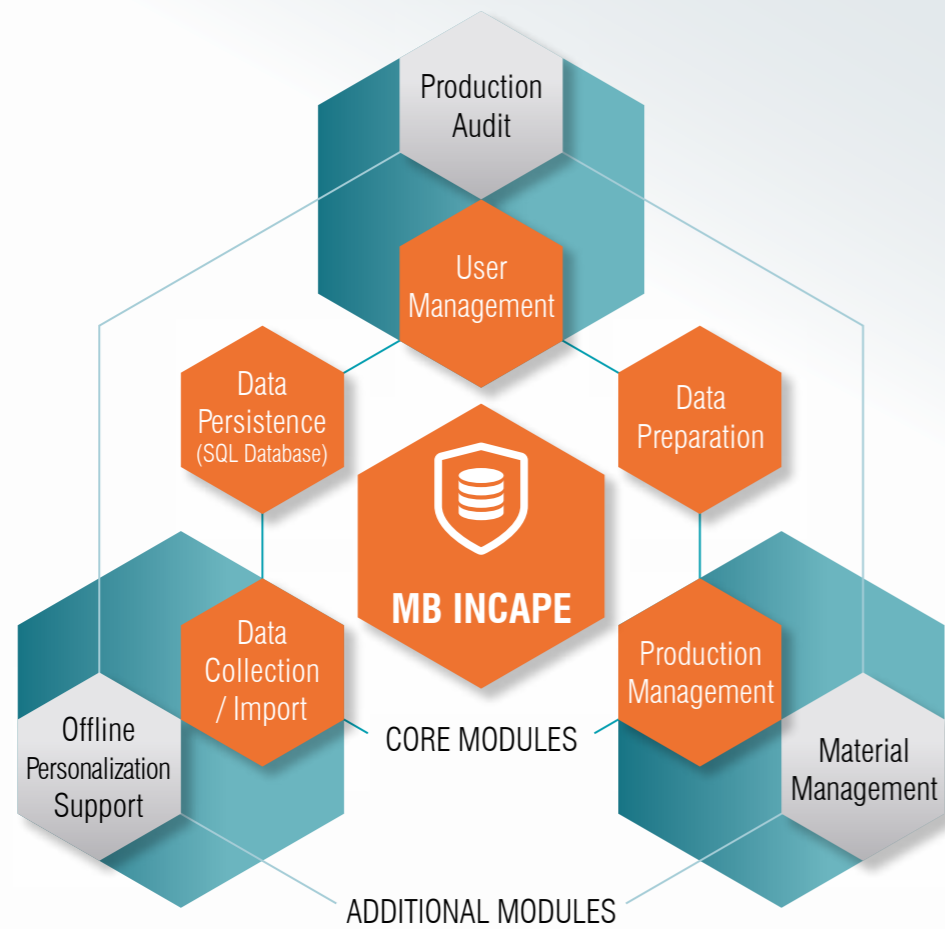 Production
Audit
User
Management
Data
Persistence
(SQL Database)
Data
Preparation
MB INCAPE
Data
Collection
/ Import
Production
Management
CORE MODULES
Offline
Personalization
Support
Material
Management
ADDITIONAL MODULES